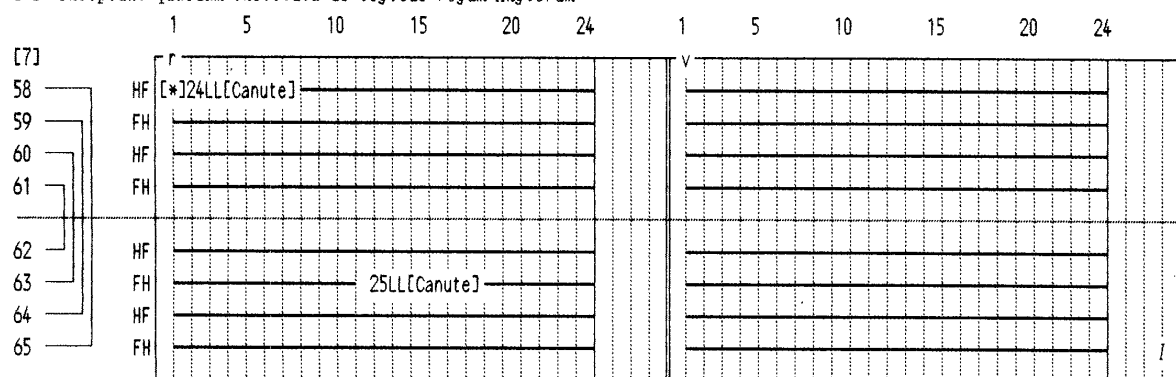 1 5 10 15 20 24 1 5 10 15 20 24
[7] r v
58 HF [*]24LL[Canute]
59 FH
60 HF
61 FH
62 HF
63 FH 25LL[Canute]
64 HF
65 FH I